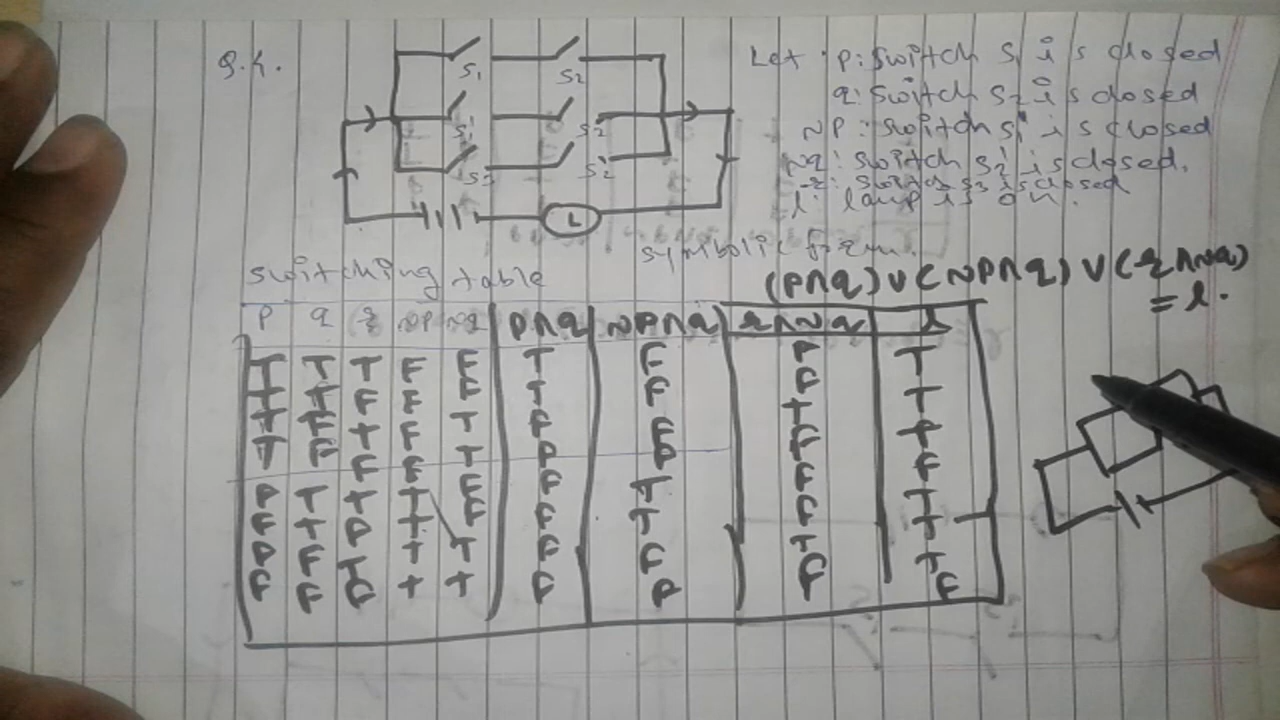 Q.4.
S1 S2
S1' S2
S3 S2'
L
Let p: switch S1 is closed
q: switch S2 is closed
~P: switch S1' is closed
~q: switch S2' is closed.
r: switch S3 is closed
l: lamp is on.
symbolic form.
switching table
(P∧q)∨(~P∧q)∨(r∧~q)
= l.
P q r ~P ~q P∧q ~P∧q r∧~q l
T T T F F T F F T
T T F F F T F F T
T F T F T F F T F
T F F F T F F F F
F T T T F F T F T
F T F T F F T F T
F F T T T F F T T
F F F T T F F F F